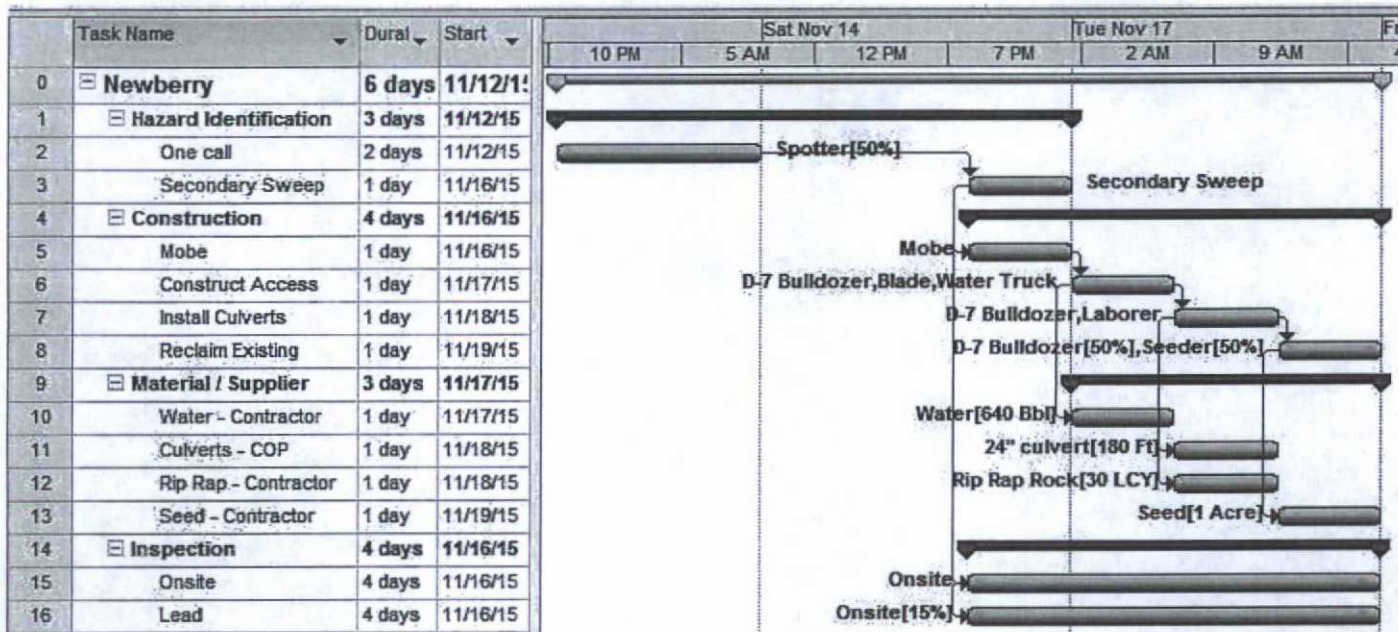 Task Name Dural Start Sat Nov 14 Tue Nov 17
10 PM 5 AM 12 PM 7 PM 2 AM 9 AM
0 Newberry 6 days 11/12/1
1 Hazard Identification 3 days 11/12/15
2 One call 2 days 11/12/15 Spotter[50%]
3 Secondary Sweep 1 day 11/16/15 Secondary Sweep
4 Construction 4 days 11/16/15
5 Mobe 1 day 11/16/15 Mobe
6 Construct Access 1 day 11/17/15 D-7 Bulldozer,Blade,Water Truck
7 Install Culverts 1 day 11/18/15 D-7 Bulldozer,Laborer
8 Reclaim Existing 1 day 11/19/15 D-7 Bulldozer[50%],Seeder[50%]
9 Material / Supplier 3 days 11/17/15
10 Water - Contractor 1 day 11/17/15 Water[640 Bbl]
11 Culverts - COP 1 day 11/18/15 24" culvert[180 Ft]
12 Rip Rap - Contractor 1 day 11/18/15 Rip Rap Rock[30 LCY]
13 Seed - Contractor 1 day 11/19/15 Seed[1 Acre]
14 Inspection 4 days 11/16/15
15 Onsite 4 days 11/16/15 Onsite
16 Lead 4 days 11/16/15 Onsite[15%]